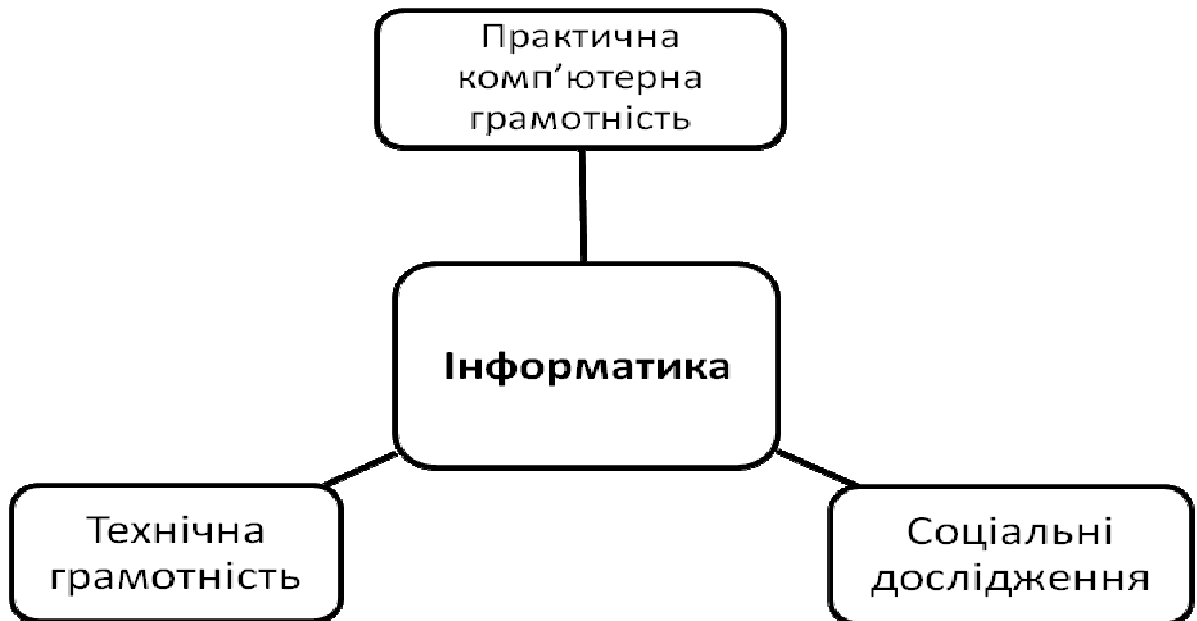 Практична
комп’ютерна
грамотність
Інформатика
Технічна
грамотність
Соціальні
дослідження